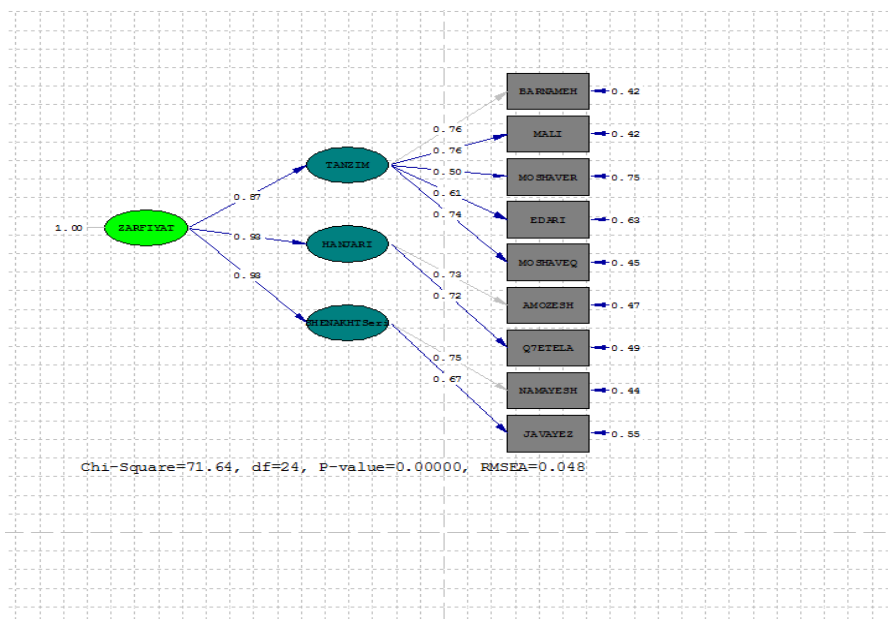 BARNAMEH 0.42
0.76
MALI 0.42
0.76
TANZIM
0.50 MOSHAVER 0.75
0.61
0.87
0.74 EDARI 0.63
1.00 ZARFIYAT
0.93 HANJARI
MOSHAVEQ 0.45
0.93
0.73
0.72 AMOZESH 0.47
Q7ETELA 0.49
0.75
0.67 NAMAYESH 0.44
JAVAYEZ 0.55
Chi-Square=71.64, df=24, P-value=0.00000, RMSEA=0.048